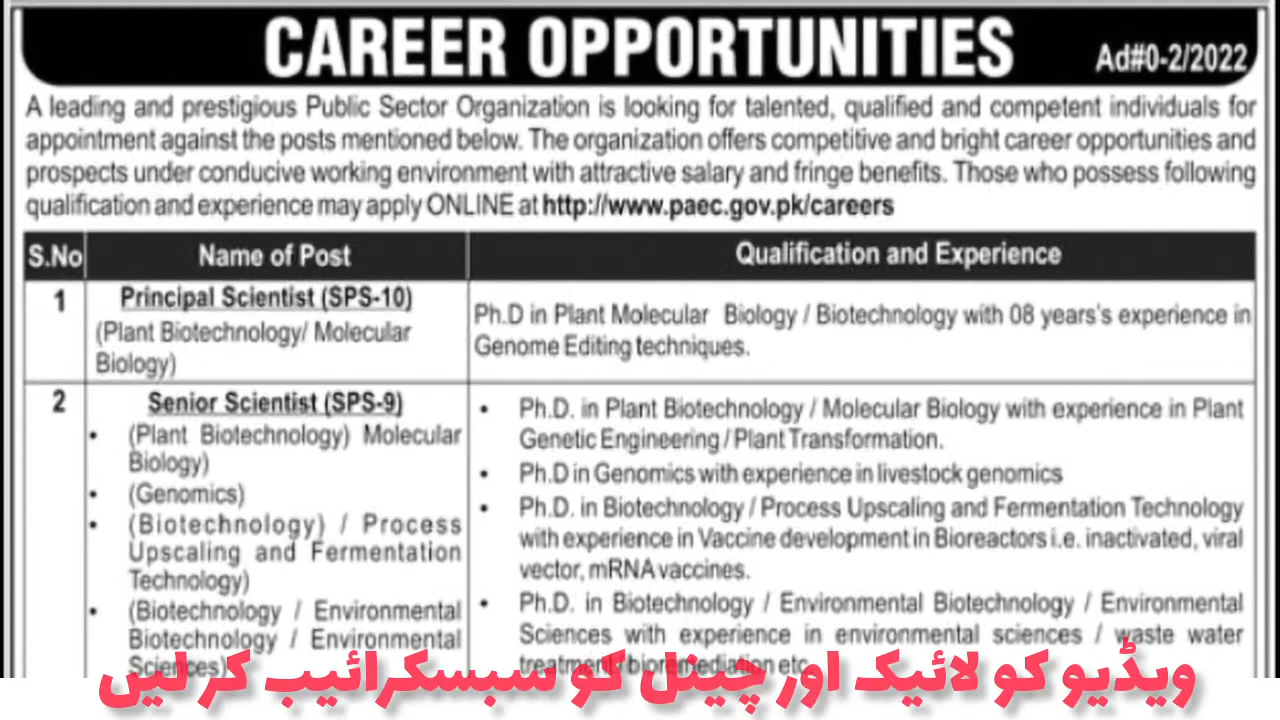 CAREER OPPORTUNITIES Ad#0-2/2022
A leading and prestigious Public Sector Organization is looking for talented, qualified and competent individuals for
appointment against the posts mentioned below. The organization offers competitive and bright career opportunities and
prospects under conducive working environment with attractive salary and fringe benefits. Those who possess following
qualification and experience may apply ONLINE at http://www.paec.gov.pk/careers
S.No Name of Post Qualification and Experience
1 Principal Scientist (SPS-10)
(Plant Biotechnology/ Molecular
Biology)
Ph.D in Plant Molecular Biology / Biotechnology with 08 years's experience in
Genome Editing techniques.
2 Senior Scientist (SPS-9)
• (Plant Biotechnology) Molecular
Biology)
• (Genomics)
• (Biotechnology) / Process
Upscaling and Fermentation
Technology)
• (Biotechnology / Environmental
Biotechnology / Environmental
Sciences)
• Ph.D. in Plant Biotechnology / Molecular Biology with experience in Plant
Genetic Engineering / Plant Transformation.
• Ph.D in Genomics with experience in livestock genomics
• Ph.D. in Biotechnology / Process Upscaling and Fermentation Technology
with experience in Vaccine development in Bioreactors i.e. inactivated, viral
vector, mRNA vaccines.
• Ph.D. in Biotechnology / Environmental Biotechnology / Environmental
Sciences with experience in environmental sciences / waste water
treatment / bioremediation etc
ویڈیو کو لائیک اور چینل کو سبسکرائیب کر لیں